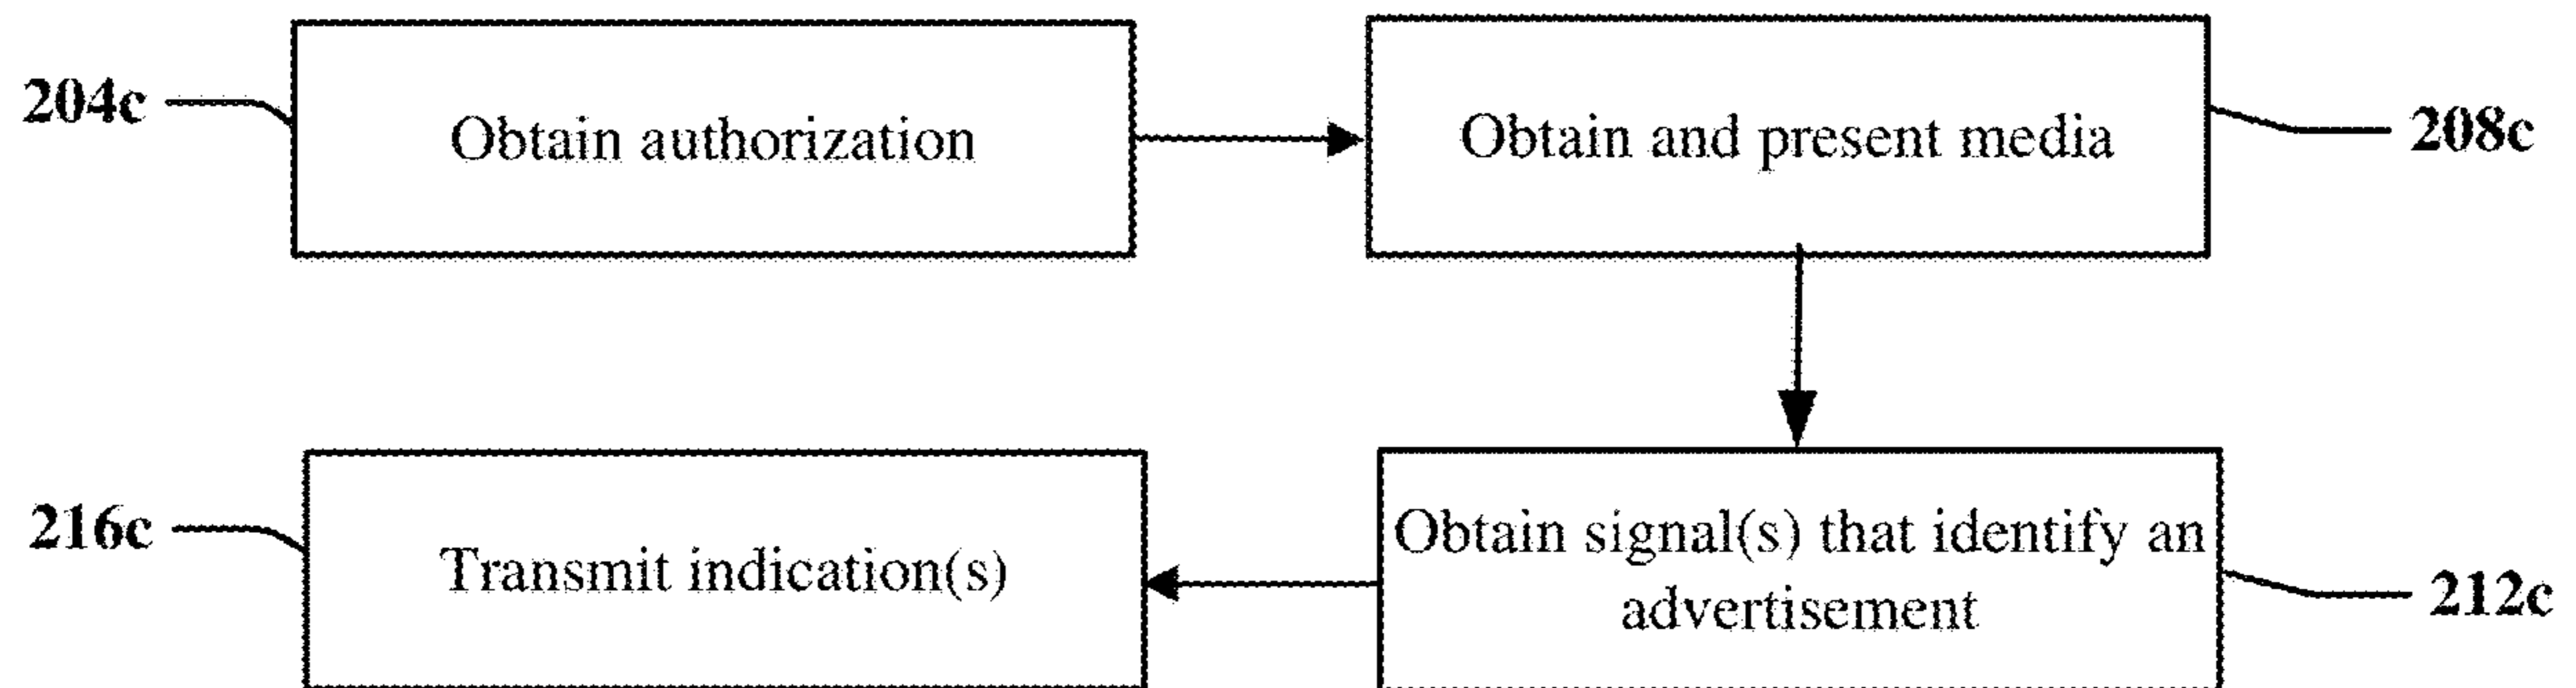 204c
Obtain authorization
Obtain and present media
208c
216c
Transmit indication(s)
Obtain signal(s) that identify an
advertisement
212c